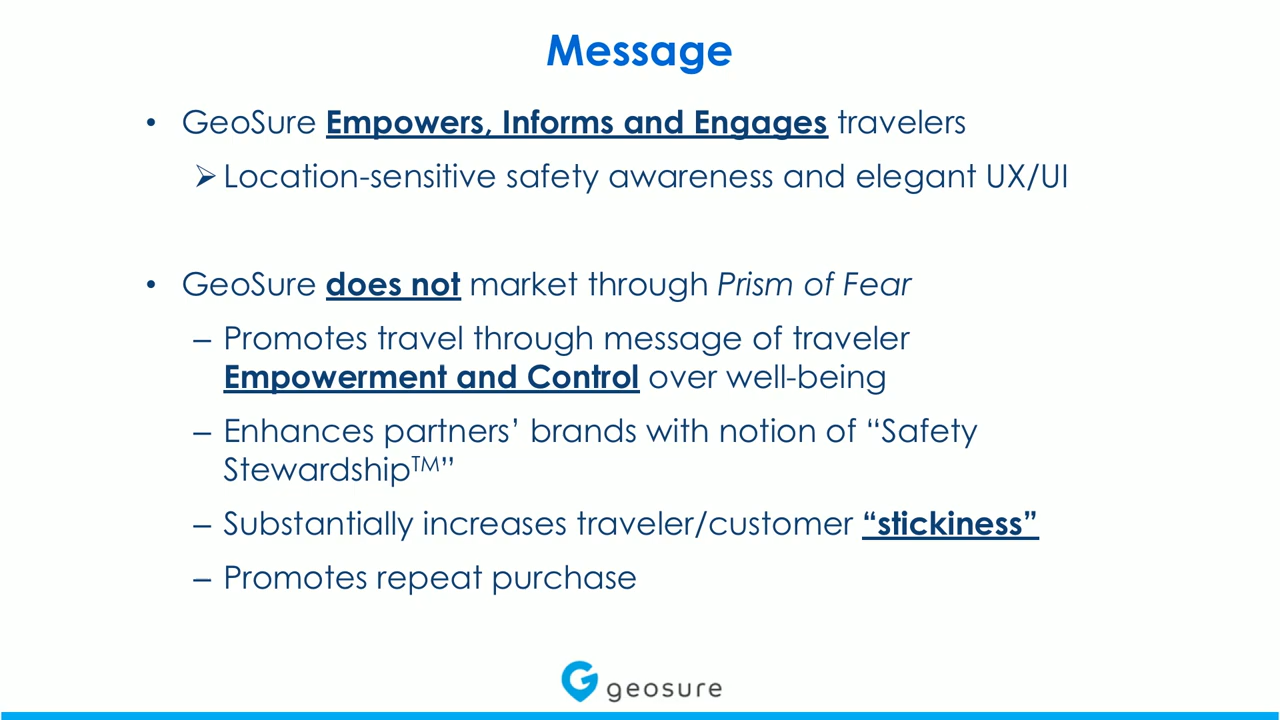 Message
• GeoSure Empowers, Informs and Engages travelers
➢ Location-sensitive safety awareness and elegant UX/UI
• GeoSure does not market through Prism of Fear
– Promotes travel through message of traveler
Empowerment and Control over well-being
– Enhances partners’ brands with notion of “Safety
Stewardship™”
– Substantially increases traveler/customer “stickiness”
– Promotes repeat purchase
geosure